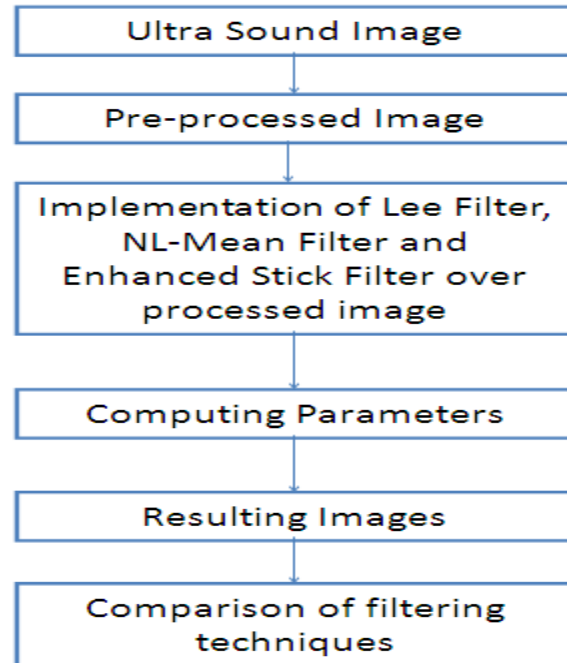 Ultra Sound Image
Pre-processed Image
Implementation of Lee Filter,
NL-Mean Filter and
Enhanced Stick Filter over
processed image
Computing Parameters
Resulting Images
Comparison of filtering
techniques